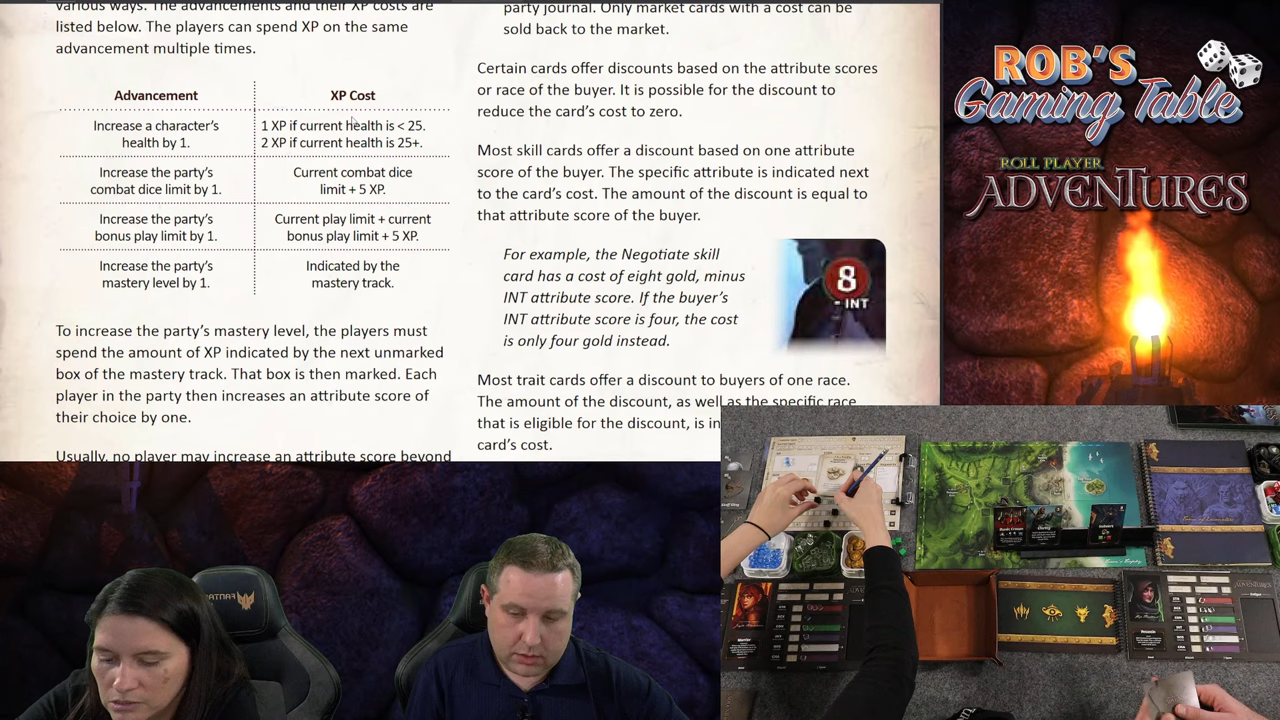 various ways. The advancements and their XP costs are
listed below. The players can spend XP on the same
advancement multiple times.
Advancement
XP Cost
Increase a character's
health by 1.
1 XP if current health is < 25.
2 XP if current health is 25+.
Increase the party's
combat dice limit by 1.
Current combat dice
limit + 5 XP.
Increase the party's
bonus play limit by 1.
Current play limit + current
bonus play limit + 5 XP.
Increase the party's
mastery level by 1.
Indicated by the
mastery track.
To increase the party's mastery level, the players must
spend the amount of XP indicated by the next unmarked
box of the mastery track. That box is then marked. Each
player in the party then increases an attribute score of
their choice by one.
Usually, no player may increase an attribute score beyond
party journal. Only market cards with a cost can be
sold back to the market.
Certain cards offer discounts based on the attribute scores
or race of the buyer. It is possible for the discount to
reduce the card's cost to zero.
Most skill cards offer a discount based on one attribute
score of the buyer. The specific attribute is indicated next
to the card's cost. The amount of the discount is equal to
that attribute score of the buyer.
For example, the Negotiate skill
card has a cost of eight gold, minus
INT attribute score. If the buyer's
INT attribute score is four, the cost
is only four gold instead.
8
- INT
Most trait cards offer a discount to buyers of one race.
The amount of the discount, as well as the specific race
that is eligible for the discount, is in
card's cost.
ROB'S
Gaming Table
ROLL PLAYER
ADVENTURES
Warrior